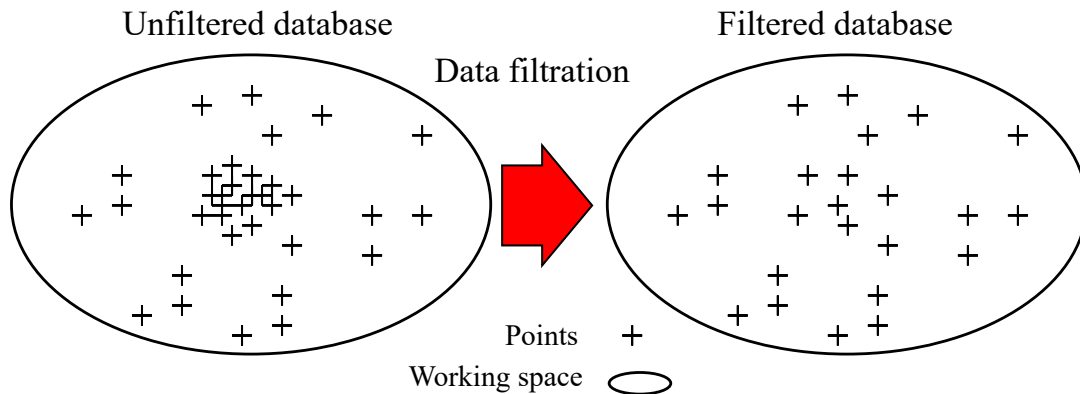 Unfiltered database
Filtered database
Data filtration
Points
Working space